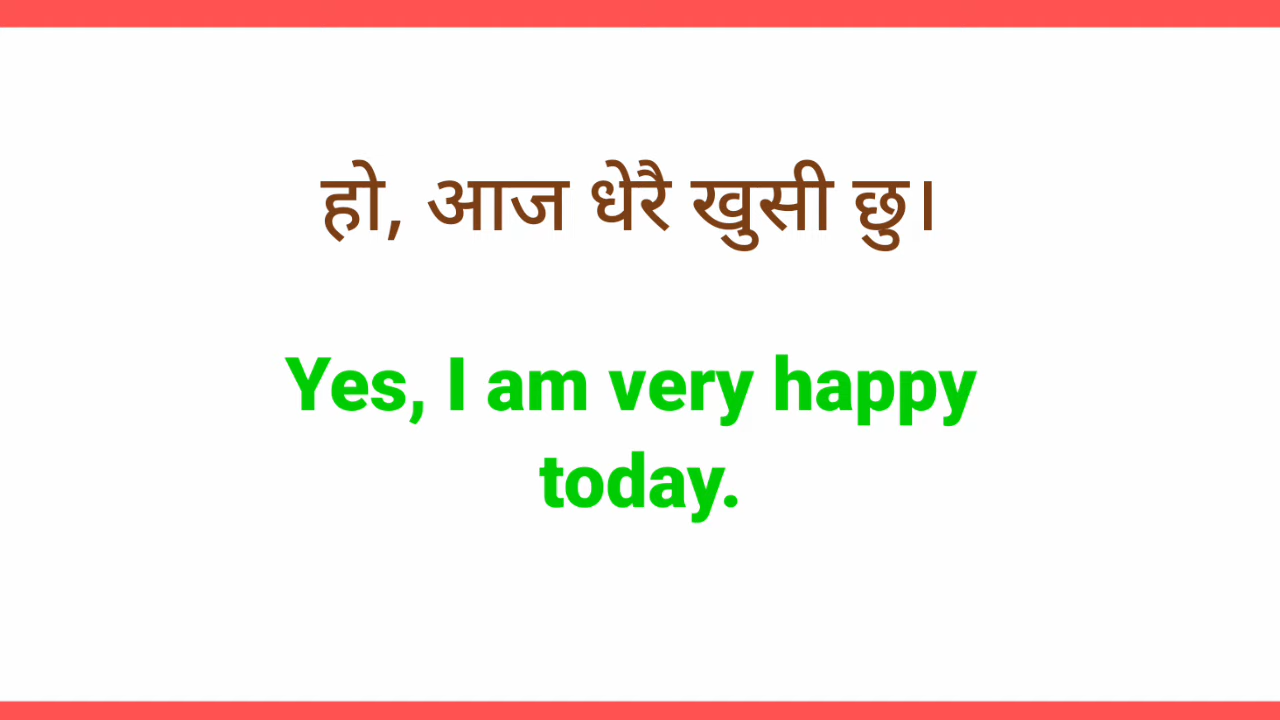 हो, आज धेरै खुसी छु।
Yes, I am very happy
today.